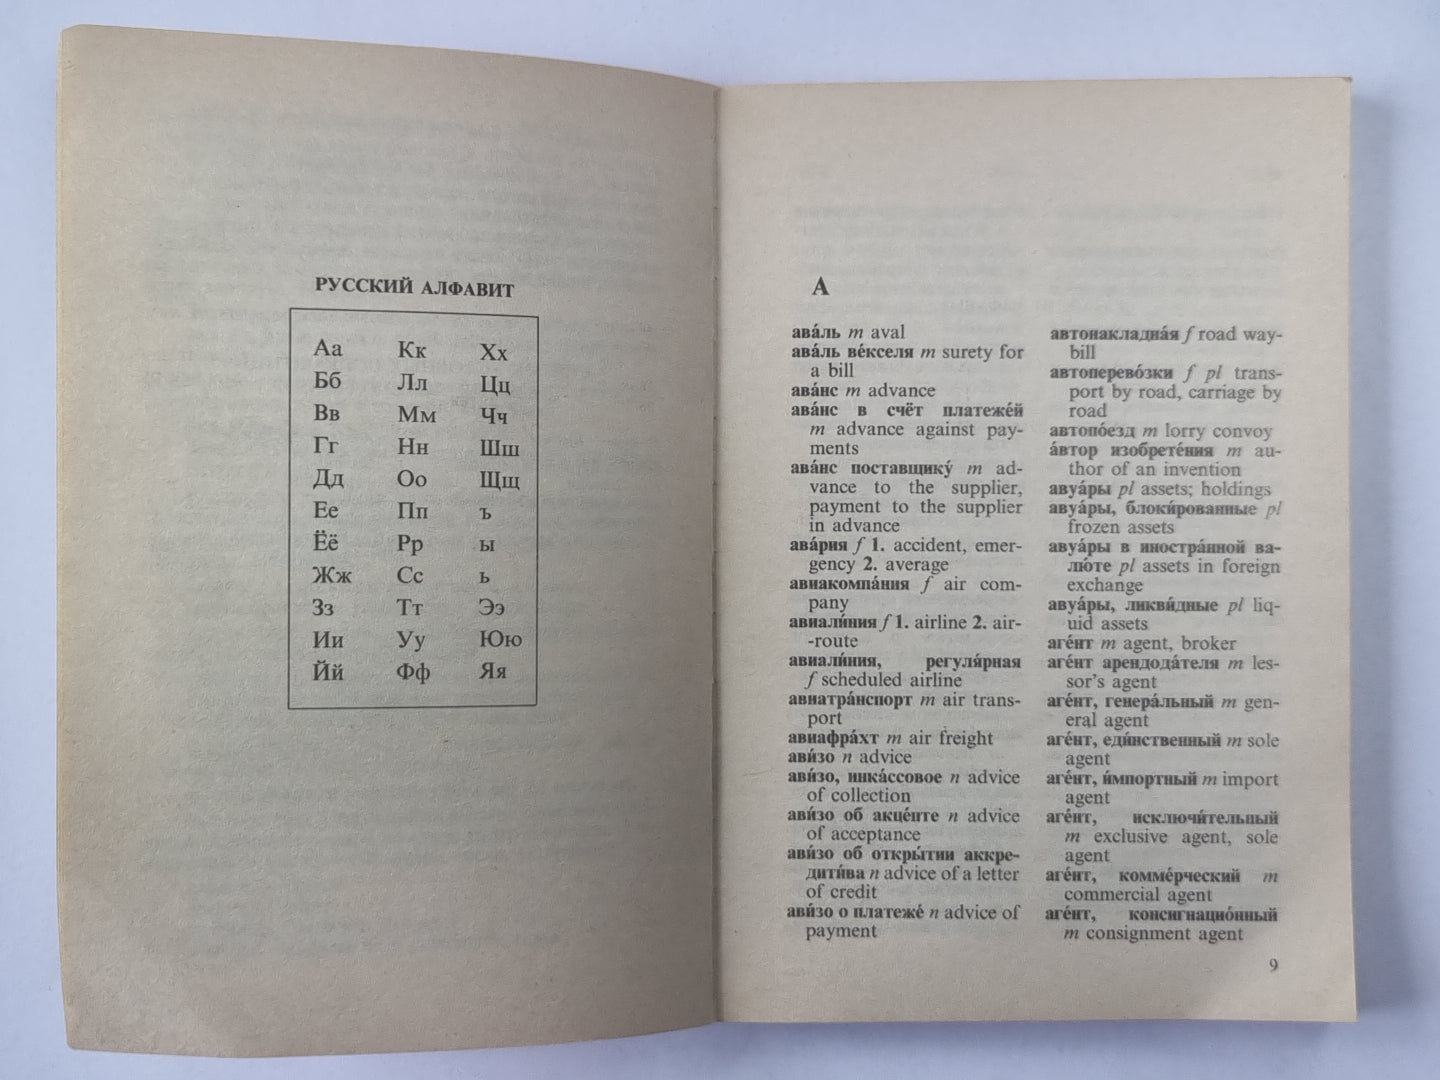 РУССКИЙ АЛФАВИТ
Аа Кк Хх
Бб Лл Цц
Вв Мм Чч
Гг Нн Шш
Дд Оо Щщ
Ее Пп ъ
Ёё Рр ы
Жж Сс ь
Зз Тт Ээ
Ии Уу Юю
Йй Фф Яя
А
ава́ль m aval
ава́ль ве́кселя m surety for
a bill
ава́нс m advance
ава́нс в счёт платеже́й
m advance against pay-
ments
ава́нс поставщику́ m ad-
vance to the supplier,
payment to the supplier
in advance
ава́рия f 1. accident, emer-
gency 2. average
авиакомпа́ния f air com-
pany
авиали́ния f 1. airline 2. air-
-route
авиали́ния, регуля́рная
f scheduled airline
авиатра́нспорт m air trans-
port
авиафра́хт m air freight
ави́зо n advice
ави́зо, инка́ссовое n advice
of collection
ави́зо об акце́пте n advice
of acceptance
ави́зо об откры́тии аккре-
дити́ва n advice of a letter
of credit
ави́зо о платеже́ n advice of
payment
автонакладна́я f road way-
bill
автоперево́зки f pl trans-
port by road, carriage by
road
автопо́езд m lorry convoy
а́втор изобрете́ния m au-
thor of an invention
авуа́ры pl assets; holdings
авуа́ры, блоки́рованные pl
frozen assets
авуа́ры в иностра́нной ва-
лю́те pl assets in foreign
exchange
авуа́ры, ликви́дные pl liq-
uid assets
аге́нт m agent, broker
аге́нт арендода́теля m les-
sor's agent
аге́нт, генера́льный m gen-
eral agent
аге́нт, еди́нственный m sole
agent
аге́нт, и́мпортный m import
agent
аге́нт, исключи́тельный
m exclusive agent, sole
agent
аге́нт, комме́рческий m
commercial agent
аге́нт, консигнацио́нный
m consignment agent
9